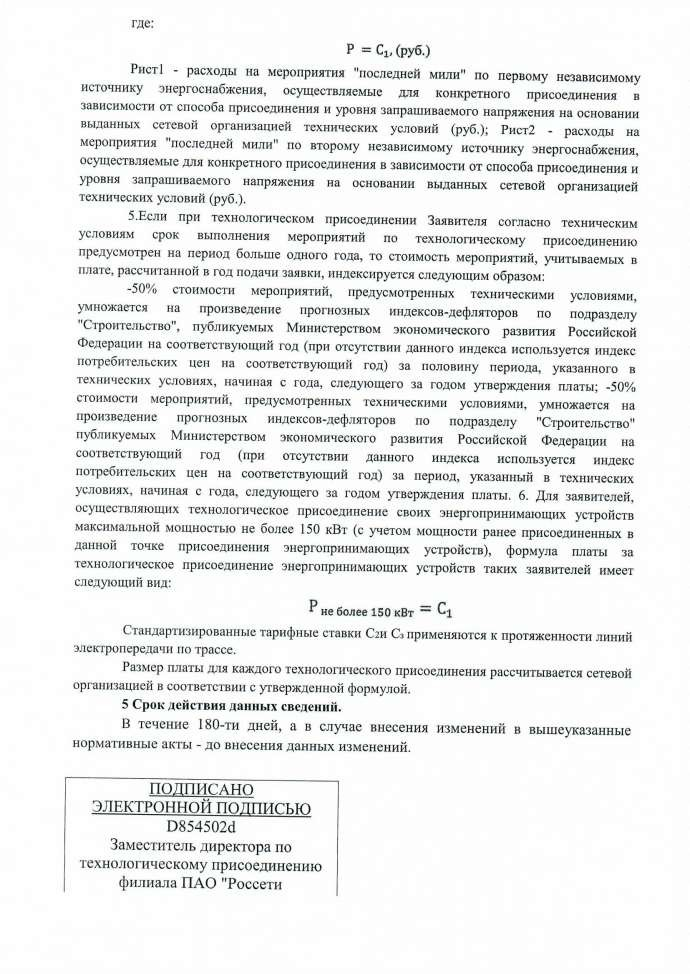 где:
P = C₁, (руб.)
Рист1 - расходы на мероприятия "последней мили" по первому независимому
источнику энергоснабжения, осуществляемые для конкретного присоединения в
зависимости от способа присоединения и уровня запрашиваемого напряжения на основании
выданных сетевой организацией технических условий (руб.); Рист2 - расходы на
мероприятия "последней мили" по второму независимому источнику энергоснабжения,
осуществляемые для конкретного присоединения в зависимости от способа присоединения и
уровня запрашиваемого напряжения на основании выданных сетевой организацией
технических условий (руб.).
5.Если при технологическом присоединении Заявителя согласно техническим
условиям срок выполнения мероприятий по технологическому присоединению
предусмотрен на период больше одного года, то стоимость мероприятий, учитываемых в
плате, рассчитанной в год подачи заявки, индексируется следующим образом:
-50% стоимости мероприятий, предусмотренных техническими условиями,
умножается на произведение прогнозных индексов-дефляторов по подразделу
"Строительство", публикуемых Министерством экономического развития Российской
Федерации на соответствующий год (при отсутствии данного индекса используется индекс
потребительских цен на соответствующий год) за половину периода, указанного в
технических условиях, начиная с года, следующего за годом утверждения платы; -50%
стоимости мероприятий, предусмотренных техническими условиями, умножается на
произведение прогнозных индексов-дефляторов по подразделу "Строительство"
публикуемых Министерством экономического развития Российской Федерации на
соответствующий год (при отсутствии данного индекса используется индекс
потребительских цен на соответствующий год) за период, указанный в технических
условиях, начиная с года, следующего за годом утверждения платы. 6. Для заявителей,
осуществляющих технологическое присоединение своих энергопринимающих устройств
максимальной мощностью не более 150 кВт (с учетом мощности ранее присоединенных в
данной точке присоединения энергопринимающих устройств), формула платы за
технологическое присоединение энергопринимающих устройств таких заявителей имеет
следующий вид:
P не более 150 кВт = C₁
Стандартизированные тарифные ставки C₂и C₃ применяются к протяженности линий
электропередачи по трассе.
Размер платы для каждого технологического присоединения рассчитывается сетевой
организацией в соответствии с утвержденной формулой.
5 Срок действия данных сведений.
В течение 180-ти дней, а в случае внесения изменений в вышеуказанные
нормативные акты - до внесения данных изменений.
ПОДПИСАНО
ЭЛЕКТРОННОЙ ПОДПИСЬЮ
D854502d
Заместитель директора по
технологическому присоединению
филиала ПАО "Россети